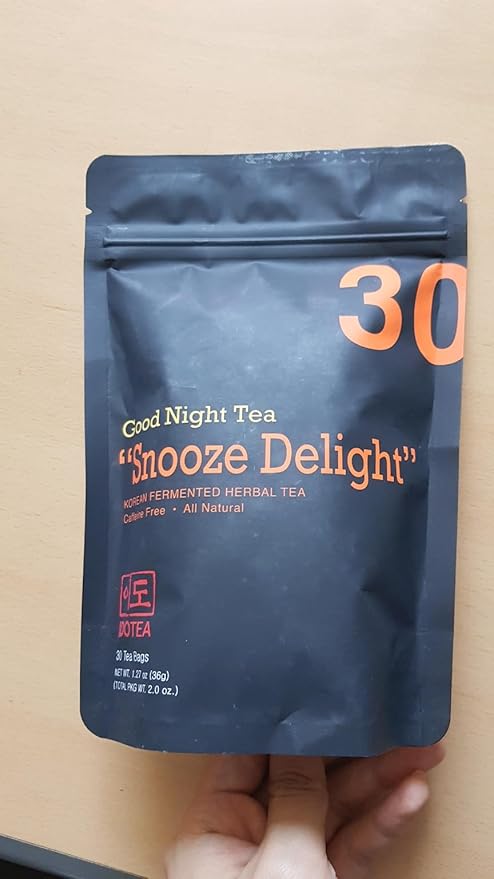 30
Good Night Tea
“Snooze Delight”
KOREAN FERMENTED HERBAL TEA
Caffeine Free • All Natural
이도
IDOTEA
30 Tea Bags
NET WT. 1.27 oz (36g)
(TOTAL PKG WT. 2.0 oz.)